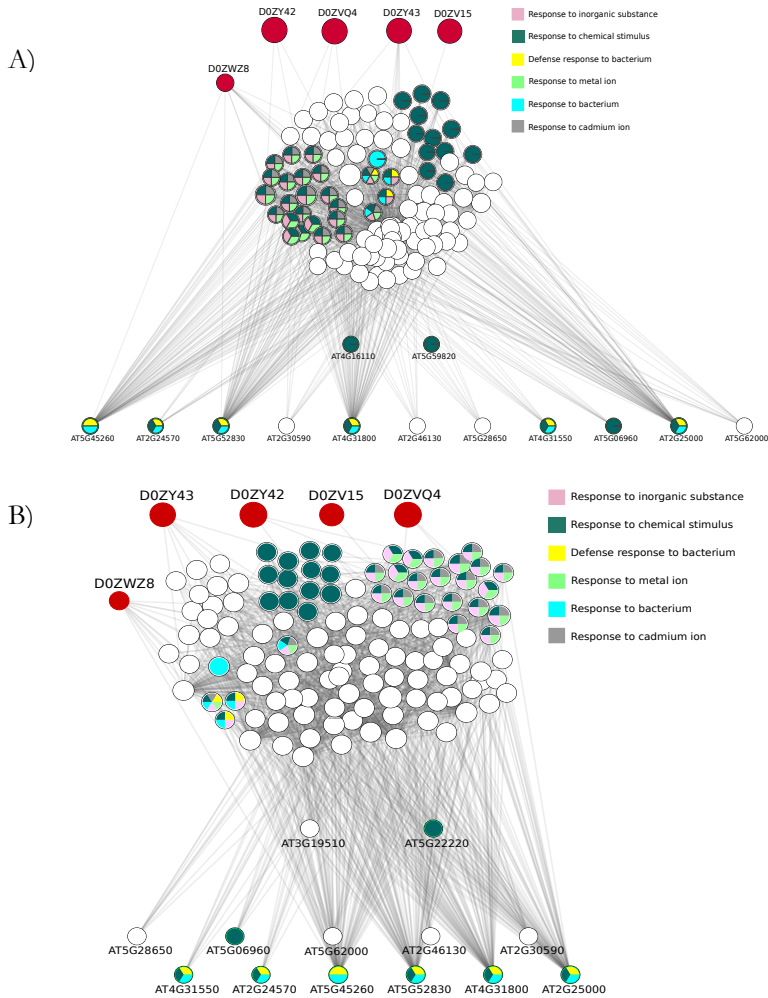 A)
D0ZY42 D0ZVQ4 D0ZY43 D0ZV15
D0ZWZ8
Response to inorganic substance
Response to chemical stimulus
Defense response to bacterium
Response to metal ion
Response to bacterium
Response to cadmium ion
AT4G16110 AT5G59820
AT5G45260 AT2G24570 AT5G52830 AT2G30590 AT4G31800 AT2G46130 AT5G28650 AT4G31550 AT5G06960 AT2G25000 AT5G62000
B)
D0ZY43 D0ZY42 D0ZV15 D0ZVQ4
D0ZWZ8
Response to inorganic substance
Response to chemical stimulus
Defense response to bacterium
Response to metal ion
Response to bacterium
Response to cadmium ion
AT3G19510 AT5G22220
AT5G28650 AT5G06960 AT5G62000 AT2G46130 AT2G30590
AT4G31550 AT2G24570 AT5G45260 AT5G52830 AT4G31800 AT2G25000